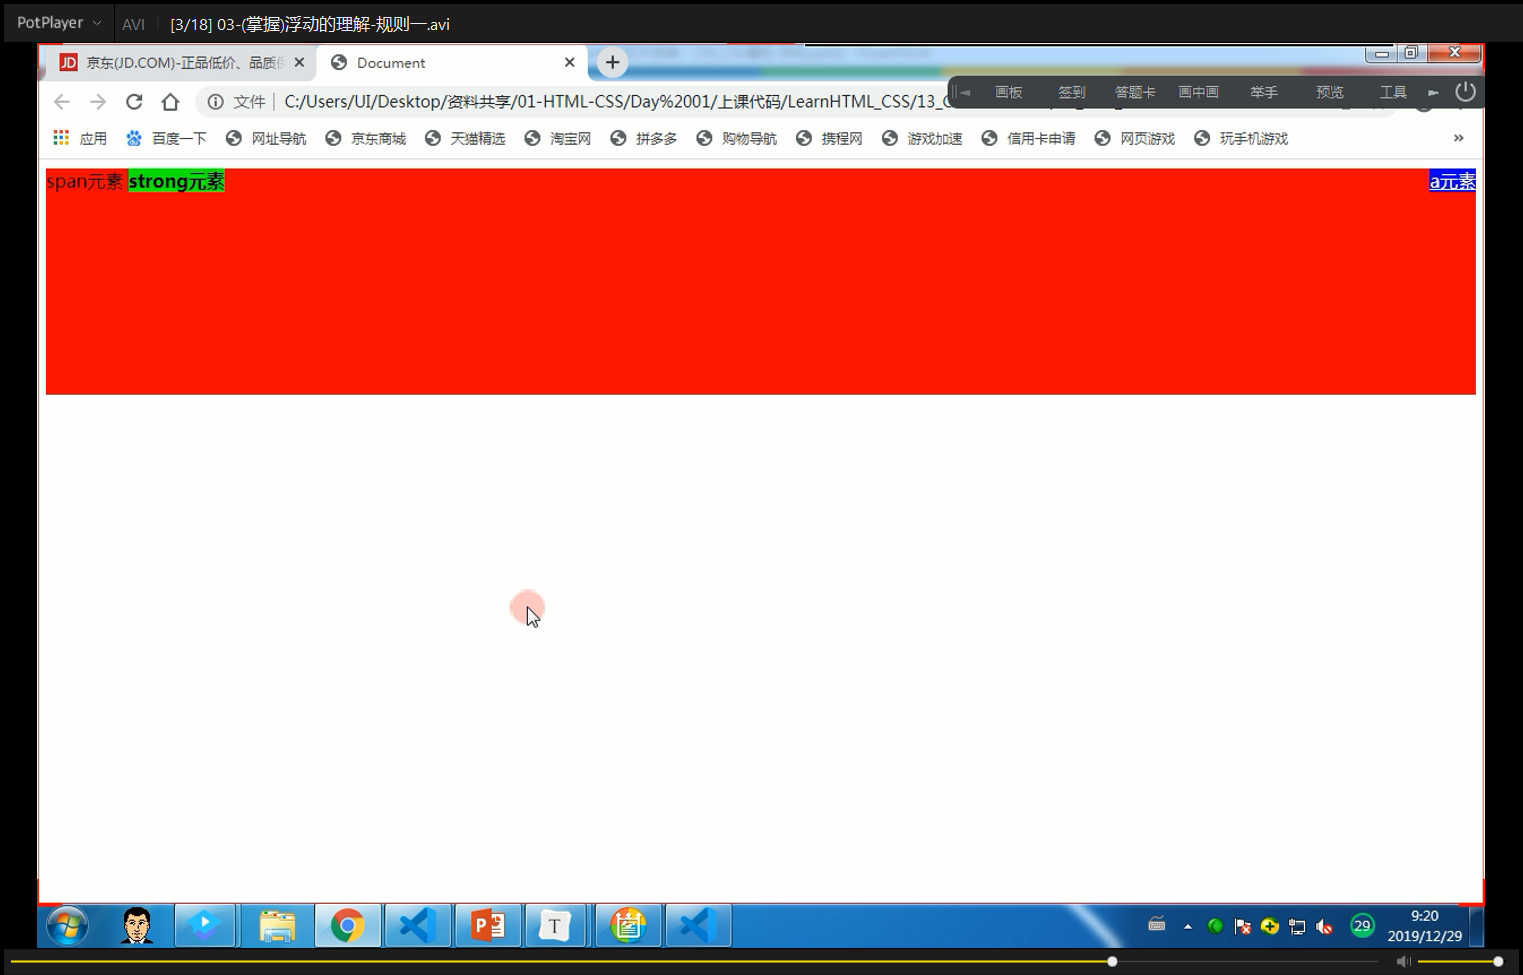 PotPlayer AVI [3/18] 03-(掌握)浮动的理解-规则一.avi
JD 京东(JD.COM)-正品低价、品质 Document
文件 C:/Users/UI/Desktop/资料共享/01-HTML-CSS/Day%2001/上课代码/LearnHTML_CSS/13_ 画板 签到 答题卡 画中画 举手 预览 工具
应用 百度一下 网址导航 京东商城 天猫精选 淘宝网 拼多多 购物导航 携程网 游戏加速 信用卡申请 网页游戏 玩手机游戏 »
span元素 strong元素 a元素
P T 图 29 9:20
2019/12/29